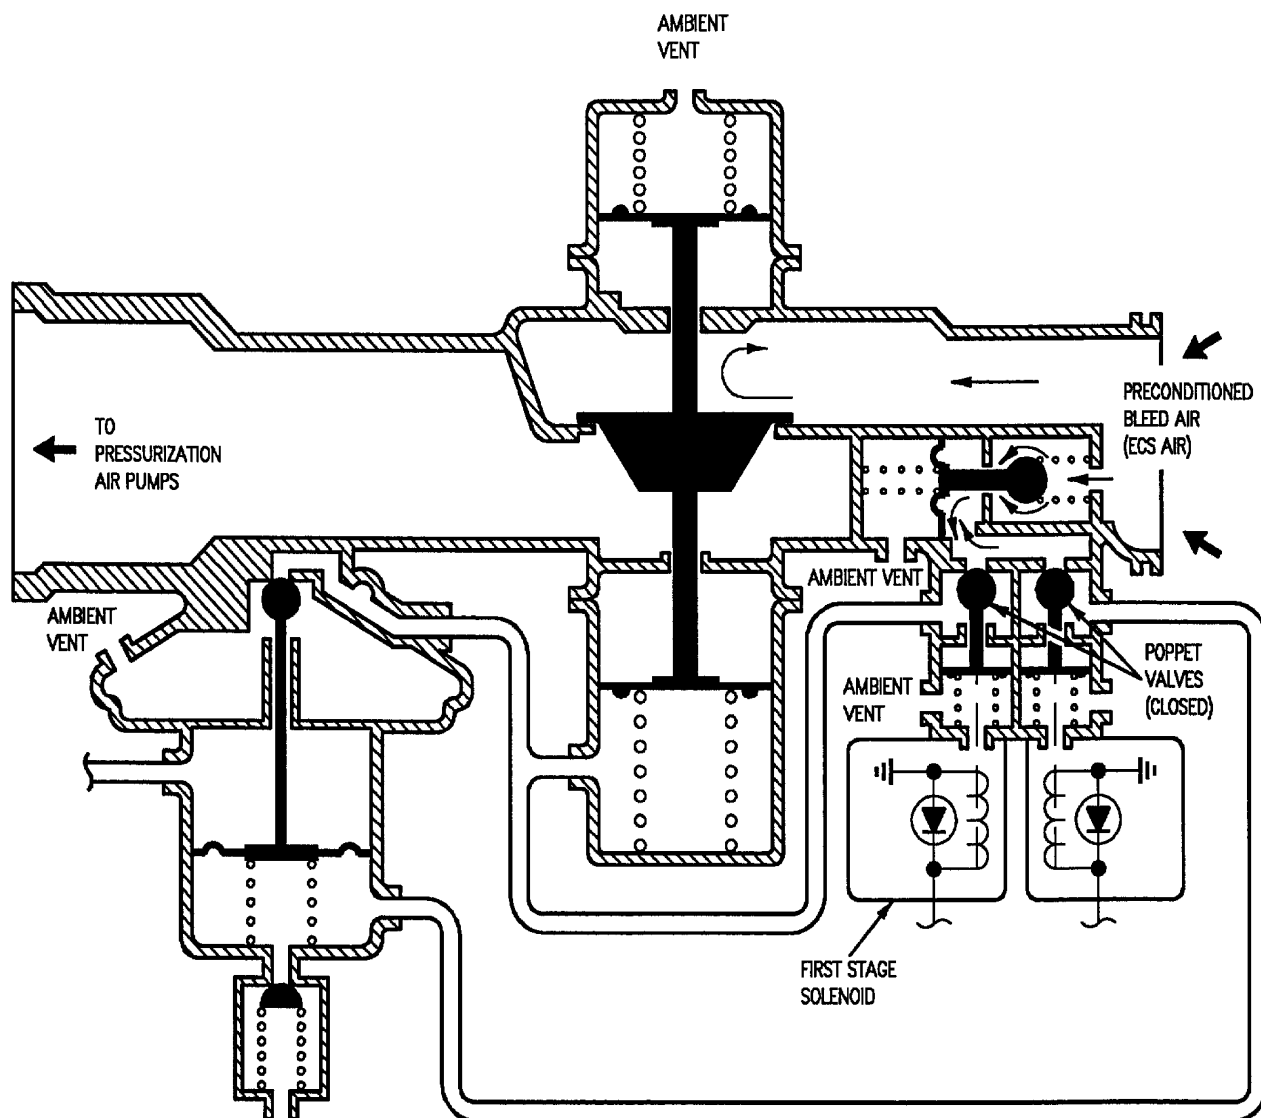 AMBIENT
VENT
PRECONDITIONED
BLEED AIR
(ECS AIR)
TO
PRESSURIZATION
AIR PUMPS
AMBIENT VENT
AMBIENT
VENT
POPPET
VALVES
(CLOSED)
AMBIENT
VENT
FIRST STAGE
SOLENOID